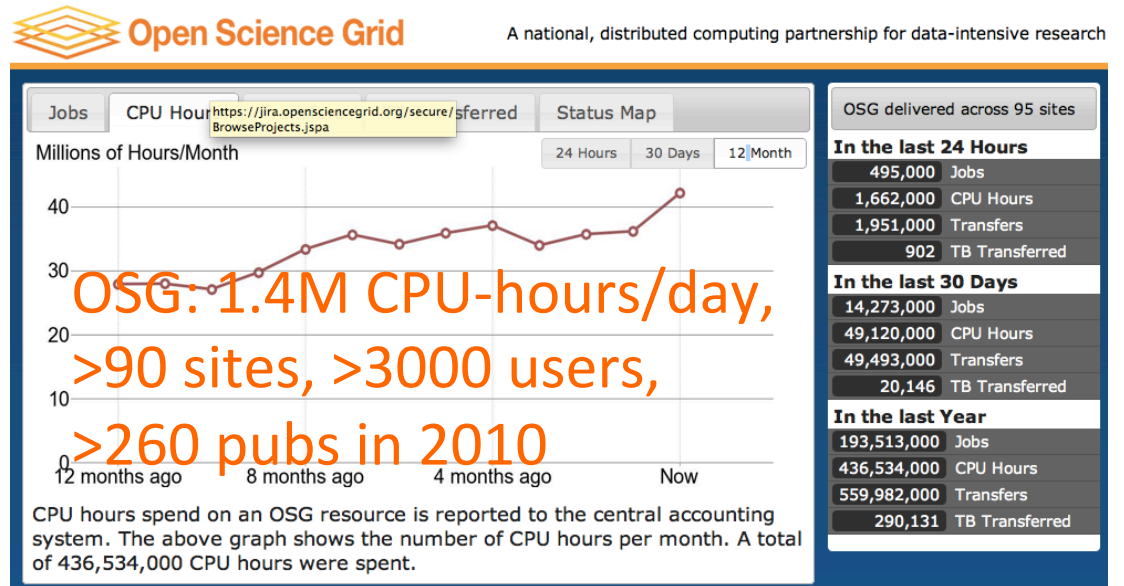 Open Science Grid
A national, distributed computing partnership for data-intensive research
Jobs
CPU Hour
https://jira.opensciencegrid.org/secure/
BrowseProjects.jspa
sferred
Status Map
Millions of Hours/Month
24 Hours
30 Days
12 Month
40
30
20
10
0
OSG: 1.4M CPU-hours/day,
>90 sites, >3000 users,
>260 pubs in 2010
12 months ago
8 months ago
4 months ago
Now
CPU hours spend on an OSG resource is reported to the central accounting
system. The above graph shows the number of CPU hours per month. A total
of 436,534,000 CPU hours were spent.
OSG delivered across 95 sites
In the last 24 Hours
495,000 Jobs
1,662,000 CPU Hours
1,951,000 Transfers
902 TB Transferred
In the last 30 Days
14,273,000 Jobs
49,120,000 CPU Hours
49,493,000 Transfers
20,146 TB Transferred
In the last Year
193,513,000 Jobs
436,534,000 CPU Hours
559,982,000 Transfers
290,131 TB Transferred